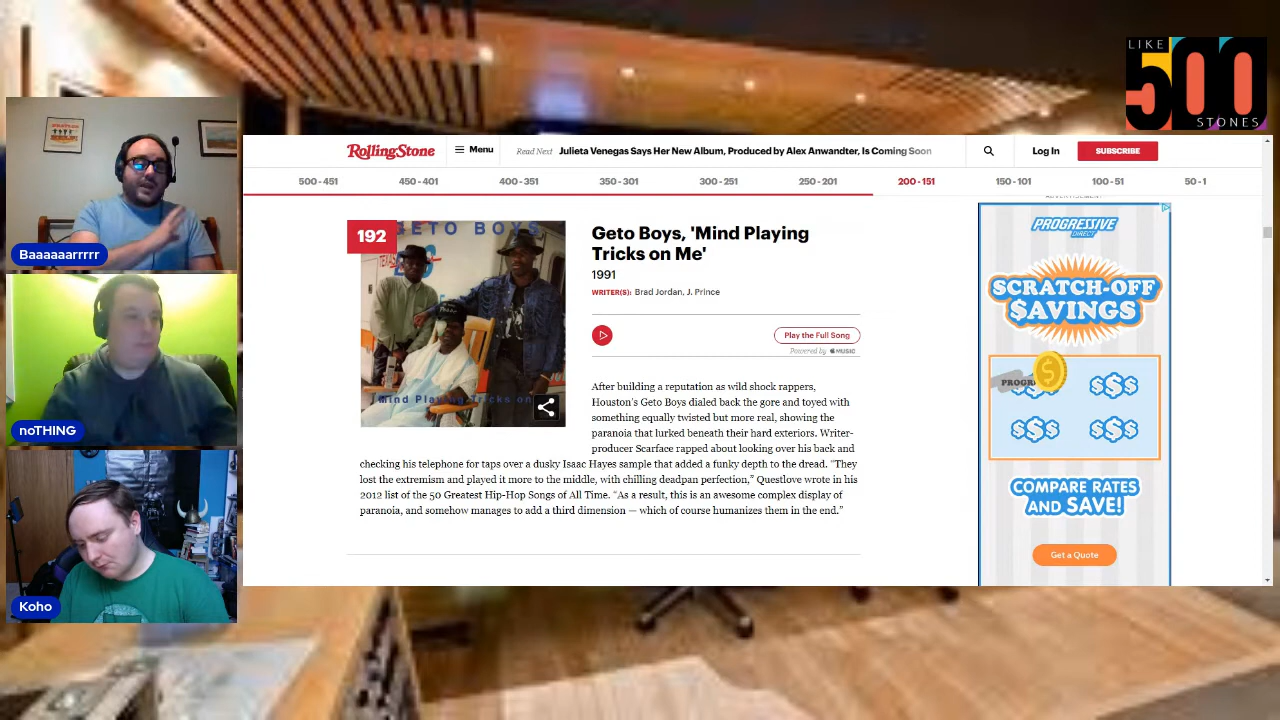 LIKE
500
STONES
RollingStone
Menu
Read Next Julieta Venegas Says Her New Album, Produced by Alex Anwandter, Is Coming Soon
Log In
SUBSCRIBE
500 - 451
450 - 401
400 - 351
350 - 301
300 - 251
250 - 201
200 - 151
150 - 101
100 - 51
50 - 1
ADVERTISEMENT
Baaaaaarrrrr
noTHING
Koho
192
GETO BOYS
Mind Playing Tricks on
Geto Boys, 'Mind Playing
Tricks on Me'
1991
WRITER(S): Brad Jordan, J. Prince
Play the Full Song
Powered by MUSIC
After building a reputation as wild shock rappers,
Houston's Geto Boys dialed back the gore and toyed with
something equally twisted but more real, showing the
paranoia that lurked beneath their hard exteriors. Writer-
producer Scarface rapped about looking over his back and
checking his telephone for taps over a dusky Isaac Hayes sample that added a funky depth to the dread. “They
lost the extremism and played it more to the middle, with chilling deadpan perfection,” Questlove wrote in his
2012 list of the 50 Greatest Hip-Hop Songs of All Time. “As a result, this is an awesome complex display of
paranoia, and somehow manages to add a third dimension — which of course humanizes them in the end.”
PROGRESSIVE
DIRECT
SCRATCH-OFF
$AVINGS
PROGR
$ $$$
$$$ $$$
COMPARE RATES
AND SAVE!
Get a Quote